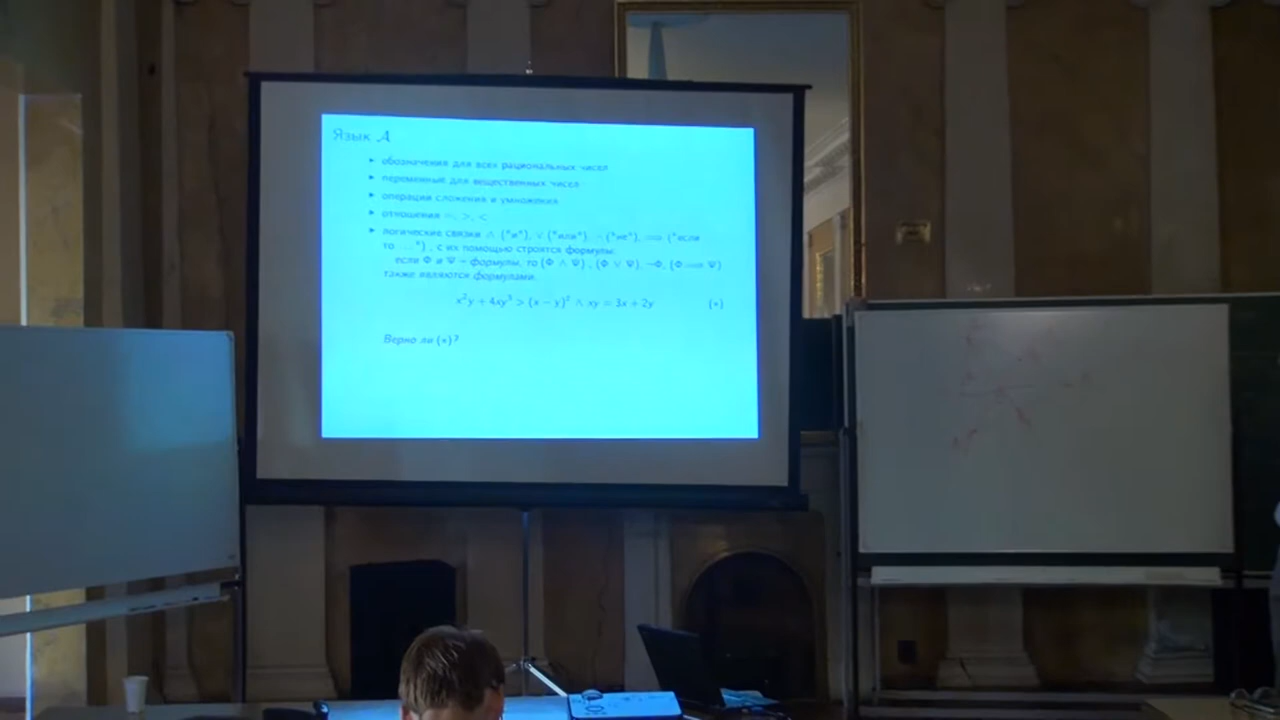 Язык 𝒜
▸ обозначения для всех рациональных чисел
▸ переменные для вещественных чисел
▸ операции сложения и умножения
▸ отношения =, >, <
▸ логические связки ∧ ("и"), ∨ ("или"), ¬ ("не"), ⟹ ("если
то ..."), с их помощью строятся формулы:
если Φ и Ψ – формулы, то (Φ ∧ Ψ), (Φ ∨ Ψ), ¬Φ, (Φ ⟹ Ψ)
также являются формулами.
x²y + 4xy³ > (x − y)² ∧ xy = 3x + 2y (∗)
Верно ли (∗)?